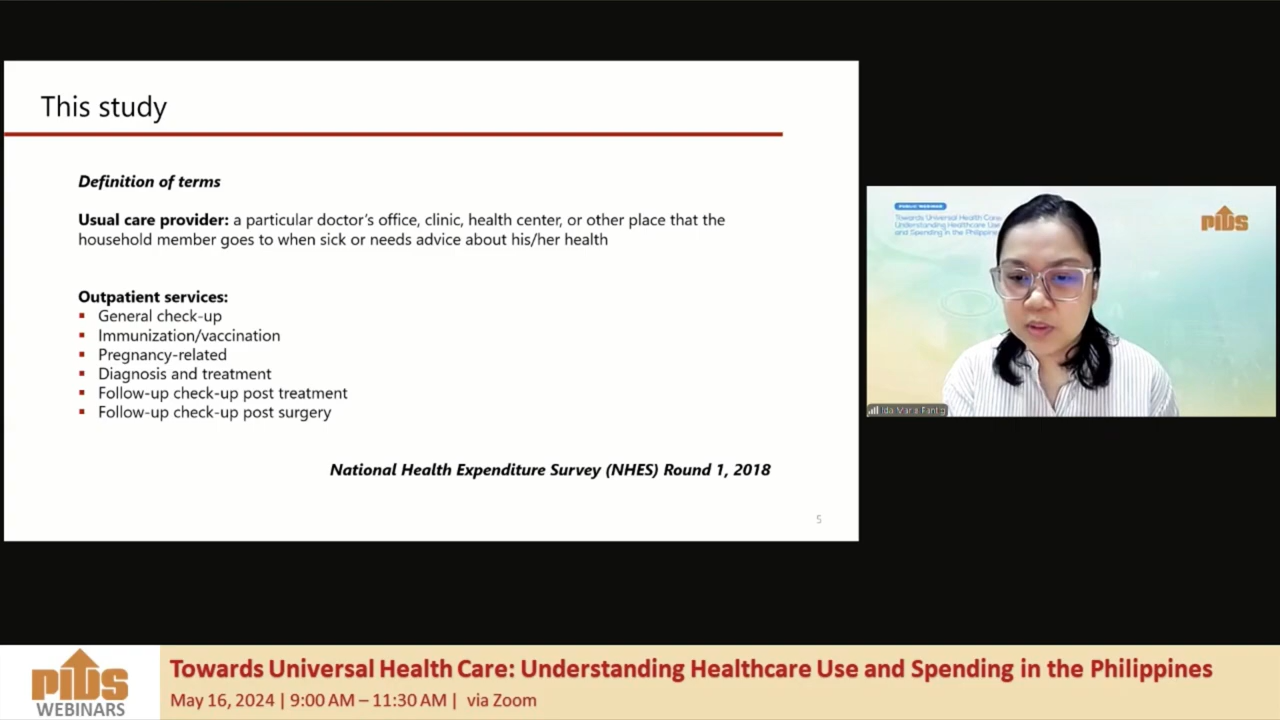 This study
Definition of terms
Usual care provider: a particular doctor's office, clinic, health center, or other place that the
household member goes to when sick or needs advice about his/her health
Outpatient services:
▪ General check-up
▪ Immunization/vaccination
▪ Pregnancy-related
▪ Diagnosis and treatment
▪ Follow-up check-up post treatment
▪ Follow-up check-up post surgery
National Health Expenditure Survey (NHES) Round 1, 2018
5
PUBLIC WEBINAR
Towards Universal Health Care:
Understanding Healthcare Use
and Spending in the Philippines
PIDS
Ida Marie Pantig
PIDS
WEBINARS
Towards Universal Health Care: Understanding Healthcare Use and Spending in the Philippines
May 16, 2024 | 9:00 AM – 11:30 AM | via Zoom